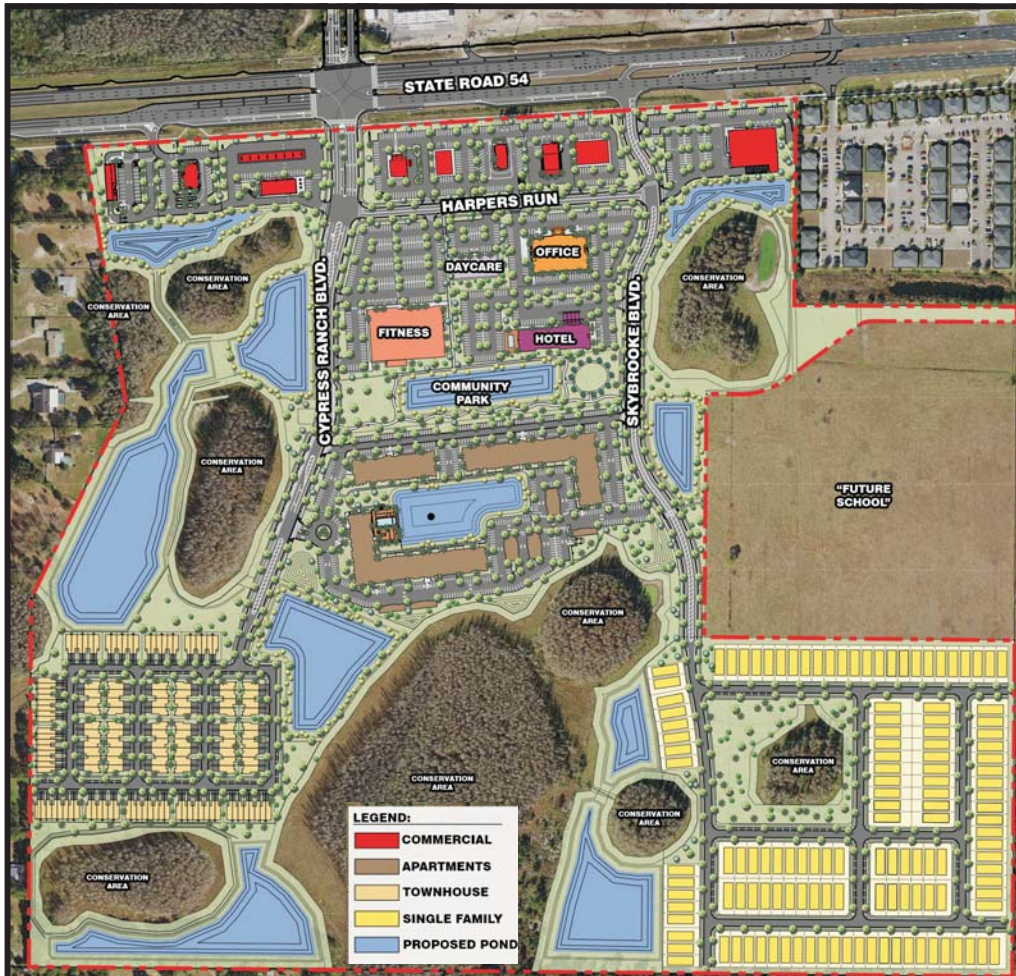 STATE ROAD 54
HARPERS RUN
CYPRESS RANCH BLVD.
SKYBROOKE BLVD.
DAYCARE
OFFICE
CONSERVATION
AREA
CONSERVATION
AREA
CONSERVATION
AREA
FITNESS
HOTEL
COMMUNITY
PARK
CONSERVATION
AREA
"FUTURE
SCHOOL"
CONSERVATION
AREA
CONSERVATION
AREA
CONSERVATION
AREA
CONSERVATION
AREA
CONSERVATION
AREA
LEGEND:
COMMERCIAL
APARTMENTS
TOWNHOUSE
SINGLE FAMILY
PROPOSED POND